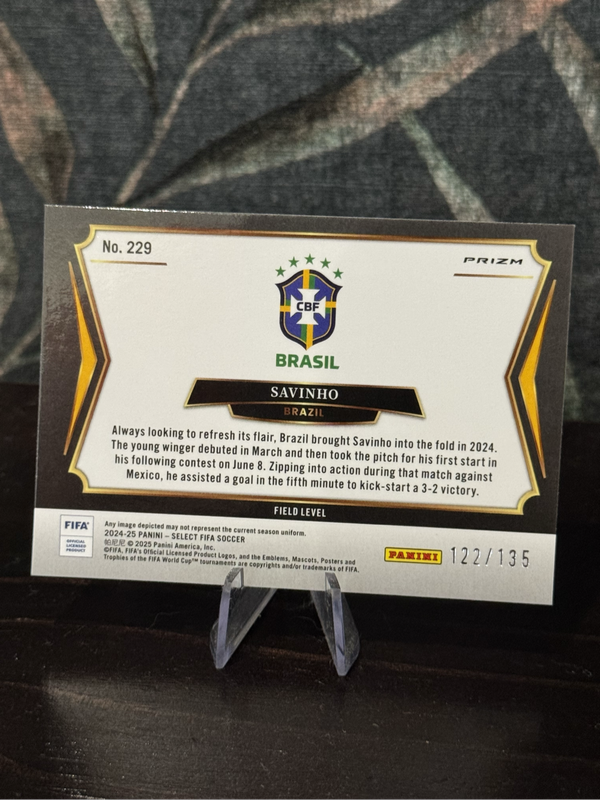 No. 229
PRIZM
CBF
BRASIL
SAVINHO
BRAZIL
Always looking to refresh its flair, Brazil brought Savinho into the fold in 2024.
The young winger debuted in March and then took the pitch for his first start in
his following contest on June 8. Zipping into action during that match against
Mexico, he assisted a goal in the fifth minute to kick-start a 3-2 victory.
FIELD LEVEL
FIFA
OFFICIAL
LICENSED
PRODUCT
Any image depicted may not represent the current season uniform.
2024-25 PANINI – SELECT FIFA SOCCER
帕尼尼 © 2025 Panini America, Inc.
©FIFA, FIFA's Official Licensed Product Logos, and the Emblems, Mascots, Posters and
Trophies of the FIFA World Cup™ tournaments are copyrights and/or trademarks of FIFA.
PANINI
122/135